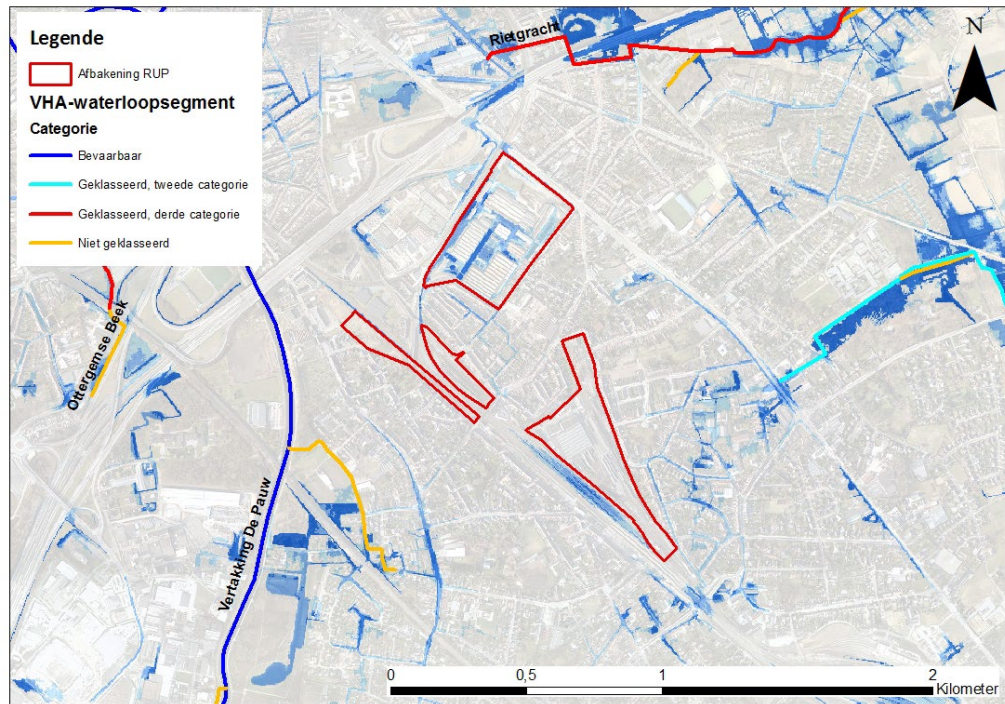 Legende
Afbakening RUP
VHA-waterloopsegment
Categorie
Bevaarbaar
Geklasseerd, tweede categorie
Geklasseerd, derde categorie
Niet geklasseerd
Rietgracht
N
Ottergemse Beek
Vertakking De Pauw
0 0,5 1 2
Kilometer